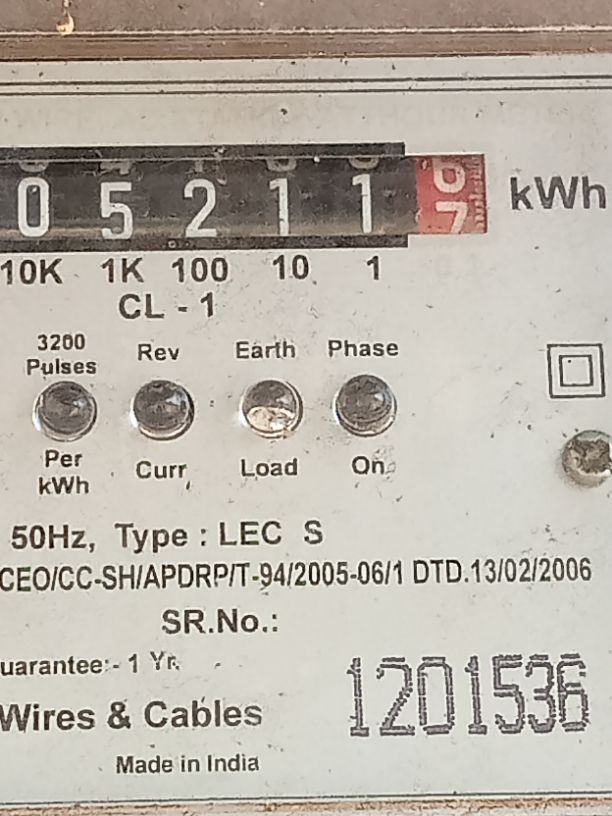 0 5 2 1 1 6 kWh
7
10K 1K 100 10 1
CL - 1
3200 Pulses Rev Earth Phase
Per kWh Curr Load On
50Hz, Type : LEC S
CEO/CC-SH/APDRP/T-94/2005-06/1 DTD.13/02/2006
SR.No.:
uarantee:- 1 Yr.
1201536
Wires & Cables
Made in India